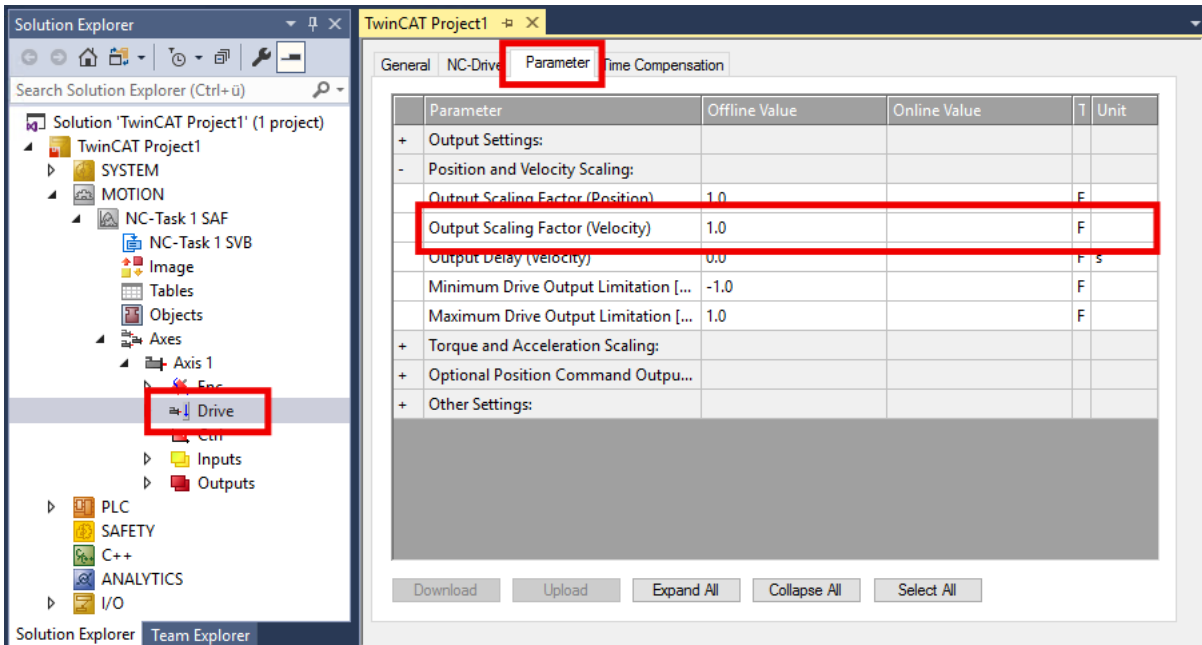 Solution Explorer
Search Solution Explorer (Ctrl+ü)
Solution 'TwinCAT Project1' (1 project)
TwinCAT Project1
SYSTEM
MOTION
NC-Task 1 SAF
NC-Task 1 SVB
Image
Tables
Objects
Axes
Axis 1
Enc
Drive
Ctrl
Inputs
Outputs
PLC
SAFETY
C++
ANALYTICS
I/O
Solution Explorer Team Explorer
TwinCAT Project1
General NC-Drive Parameter Time Compensation
Parameter Offline Value Online Value T Unit
+ Output Settings:
- Position and Velocity Scaling:
Output Scaling Factor (Position) 1.0 F
Output Scaling Factor (Velocity) 1.0 F
Output Delay (Velocity) 0.0 F s
Minimum Drive Output Limitation [... -1.0 F
Maximum Drive Output Limitation [... 1.0 F
+ Torque and Acceleration Scaling:
+ Optional Position Command Outpu...
+ Other Settings:
Download Upload Expand All Collapse All Select All